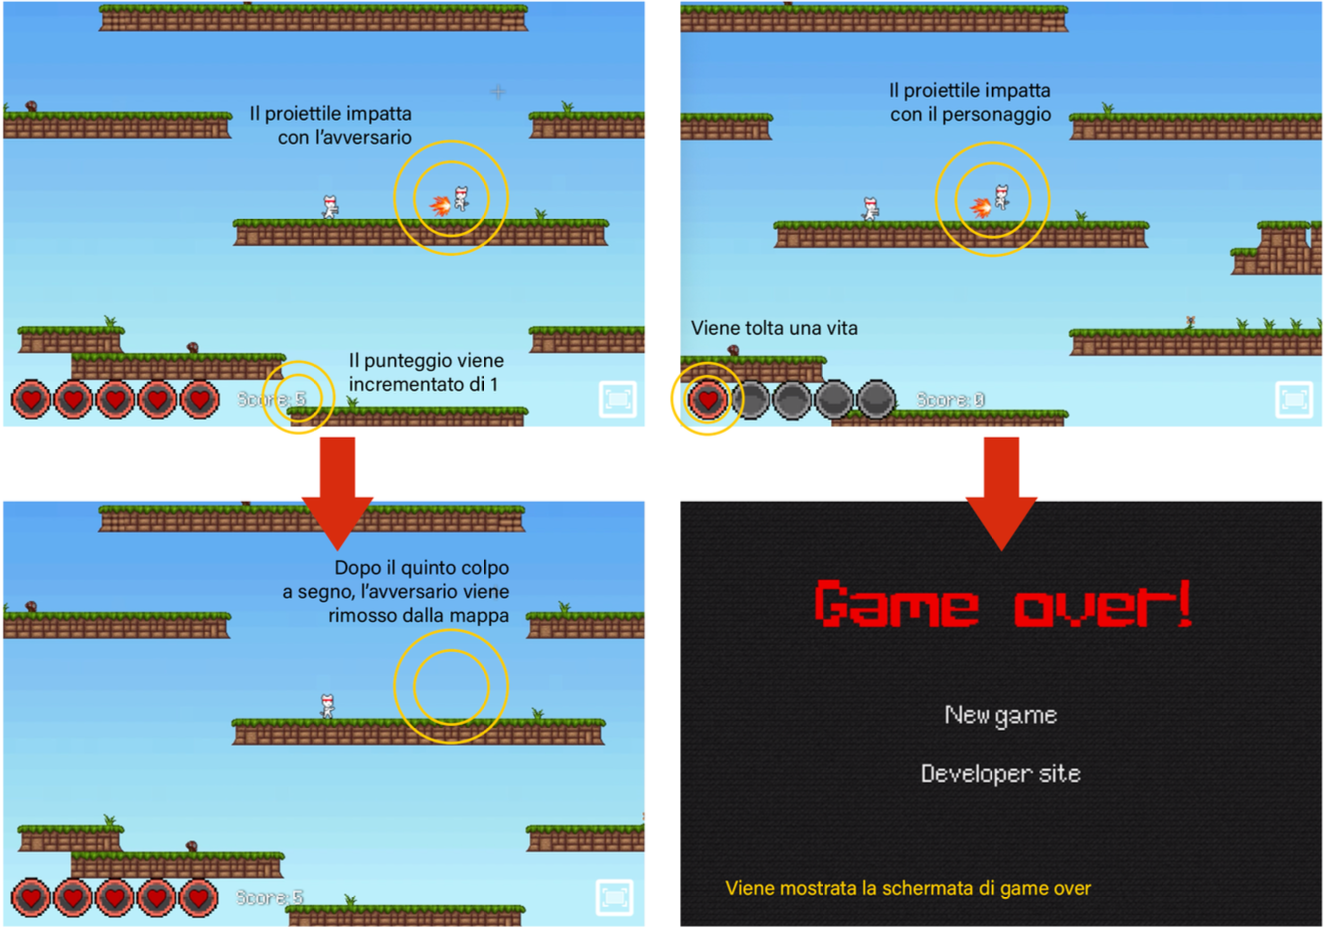 Il proiettile impatta
con l'avversario
Il punteggio viene
incrementato di 1
Score:5
Il proiettile impatta
con il personaggio
Viene tolta una vita
Score:0
Dopo il quinto colpo
a segno, l'avversario viene
rimosso dalla mappa
Score:5
Game over!
New game
Developer site
Viene mostrata la schermata di game over